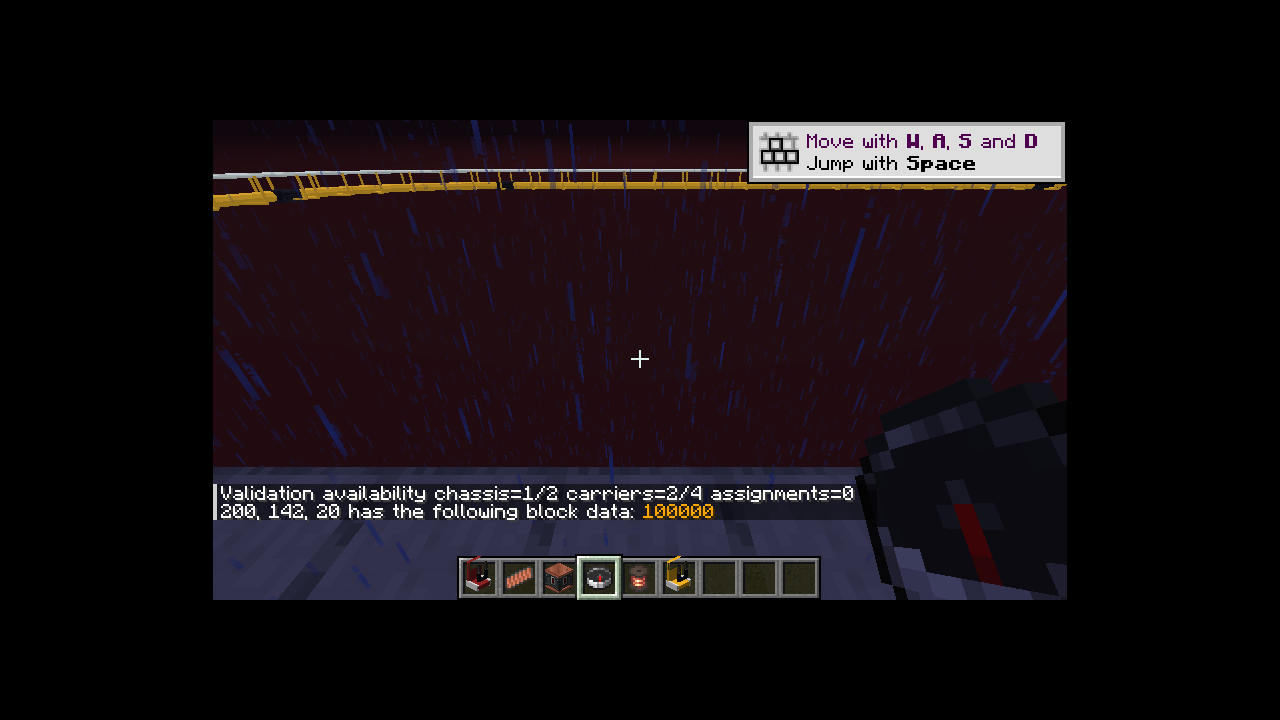 Move with W, A, S and D
Jump with Space
Validation availability chassis=1/2 carriers=2/4 assignments=0
200, 142, 20 has the following block data: 100000